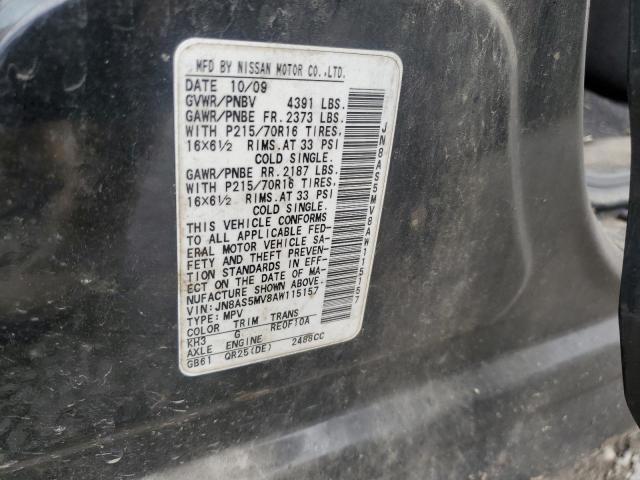 MFD BY NISSAN MOTOR CO.,LTD.
DATE 10/09
GVWR/PNBV 4391 LBS.
GAWR/PNBE FR. 2373 LBS.
WITH P215/70R16 TIRES,
16X6½ RIMS. AT 33 PSI
COLD SINGLE.
GAWR/PNBE RR. 2187 LBS.
WITH P215/70R16 TIRES,
16X6½ RIMS. AT 33 PSI
COLD SINGLE.
THIS VEHICLE CONFORMS
TO ALL APPLICABLE FED-
ERAL MOTOR VEHICLE SA-
FETY AND THEFT PREVEN-
TION STANDARDS IN EFF-
ECT ON THE DATE OF MA-
NUFACTURE SHOWN ABOVE.
VIN: JN8AS5MV8AW115157
TYPE: MPV
COLOR TRIM TRANS
KH3 G RE0F10A
AXLE ENGINE
GB61 QR25(DE) 2488CC
JN8AS5MV8AW115157